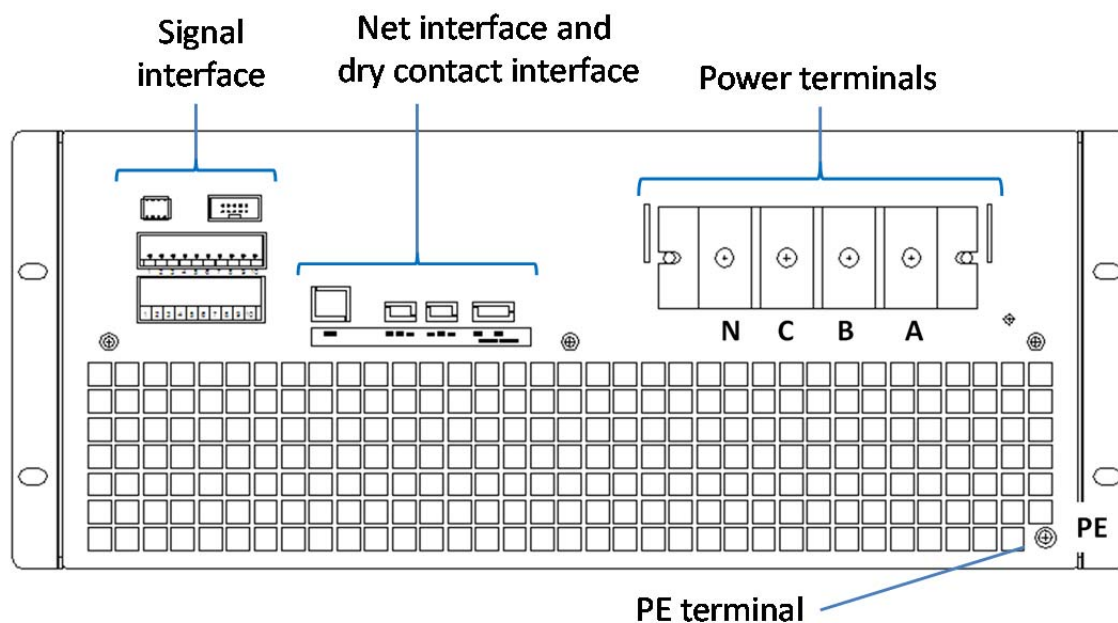 Signal
interface
Net interface and
dry contact interface
Power terminals
N C B A
PE
PE terminal